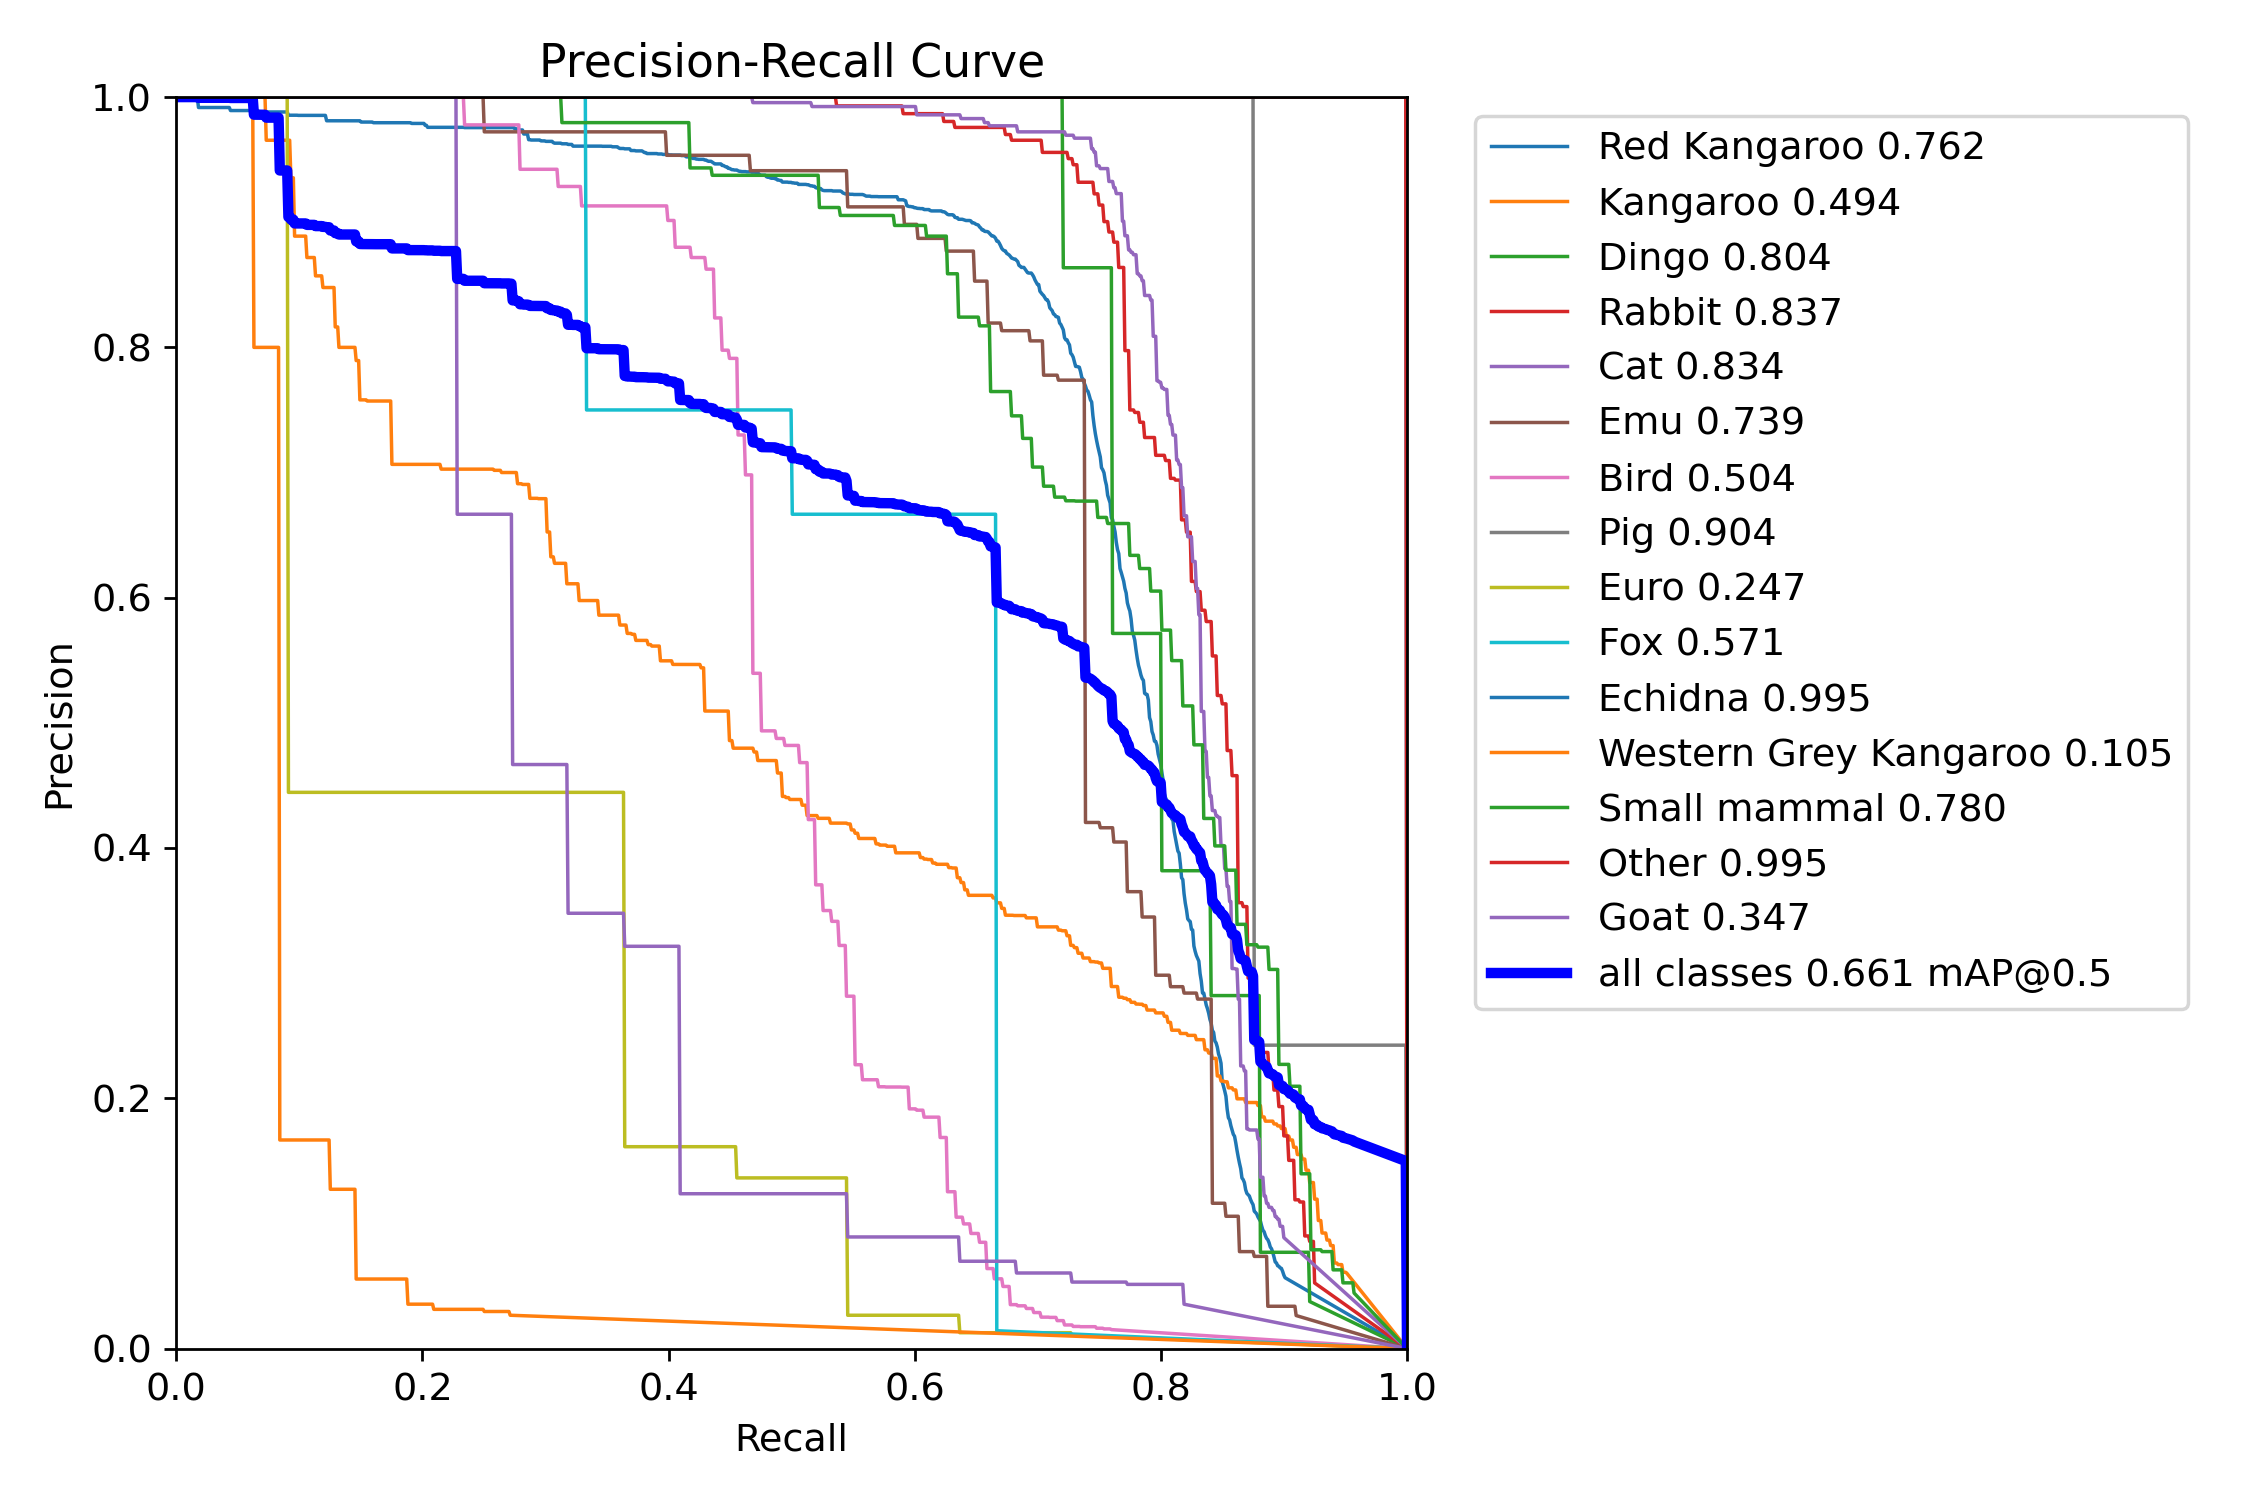 Precision-Recall Curve
1.0
0.8
0.6
0.4
0.2
0.0
Precision
0.0 0.2 0.4 0.6 0.8 1.0
Recall
Red Kangaroo 0.762
Kangaroo 0.494
Dingo 0.804
Rabbit 0.837
Cat 0.834
Emu 0.739
Bird 0.504
Pig 0.904
Euro 0.247
Fox 0.571
Echidna 0.995
Western Grey Kangaroo 0.105
Small mammal 0.780
Other 0.995
Goat 0.347
all classes 0.661 mAP@0.5